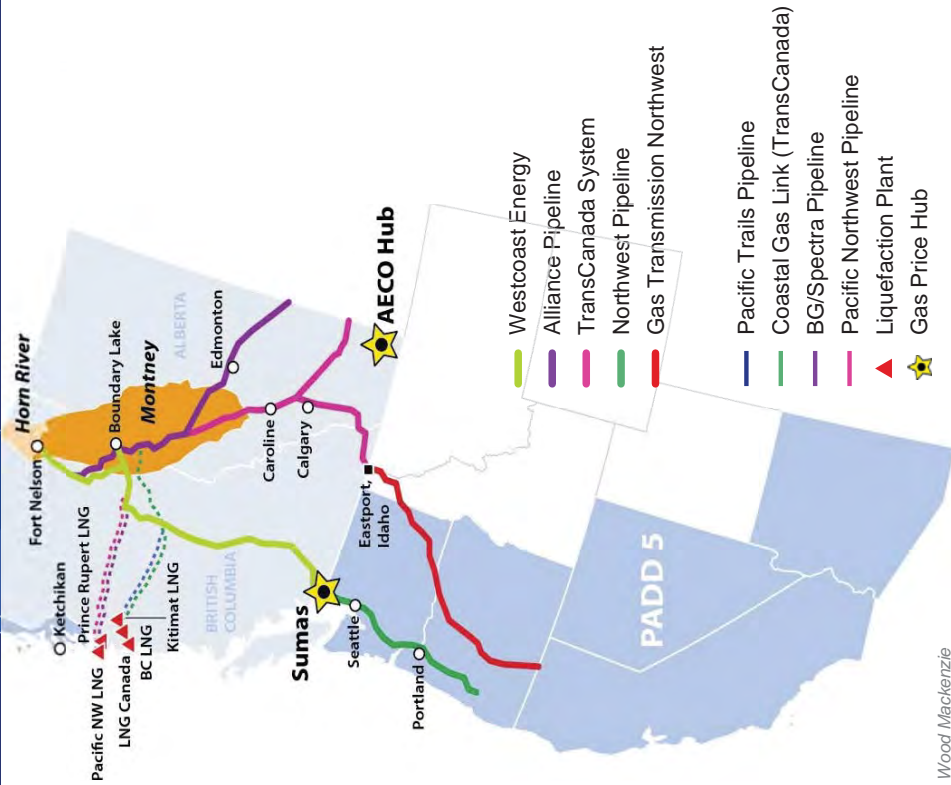 Horn River
Fort Nelson
Boundary Lake
Montney
ALBERTA
Edmonton
Ketchikan
Prince Rupert LNG
Pacific NW LNG
LNG Canada
BC LNG
Kitimat LNG
BRITISH
COLUMBIA
Caroline
Calgary
AECO Hub
Eastport,
Idaho
Sumas
Seattle
Portland
PADD 5
Westcoast Energy
Alliance Pipeline
TransCanada System
Northwest Pipeline
Gas Transmission Northwest
Pacific Trails Pipeline
Coastal Gas Link (TransCanada)
BG/Spectra Pipeline
Pacific Northwest Pipeline
Liquefaction Plant
Gas Price Hub
Wood Mackenzie